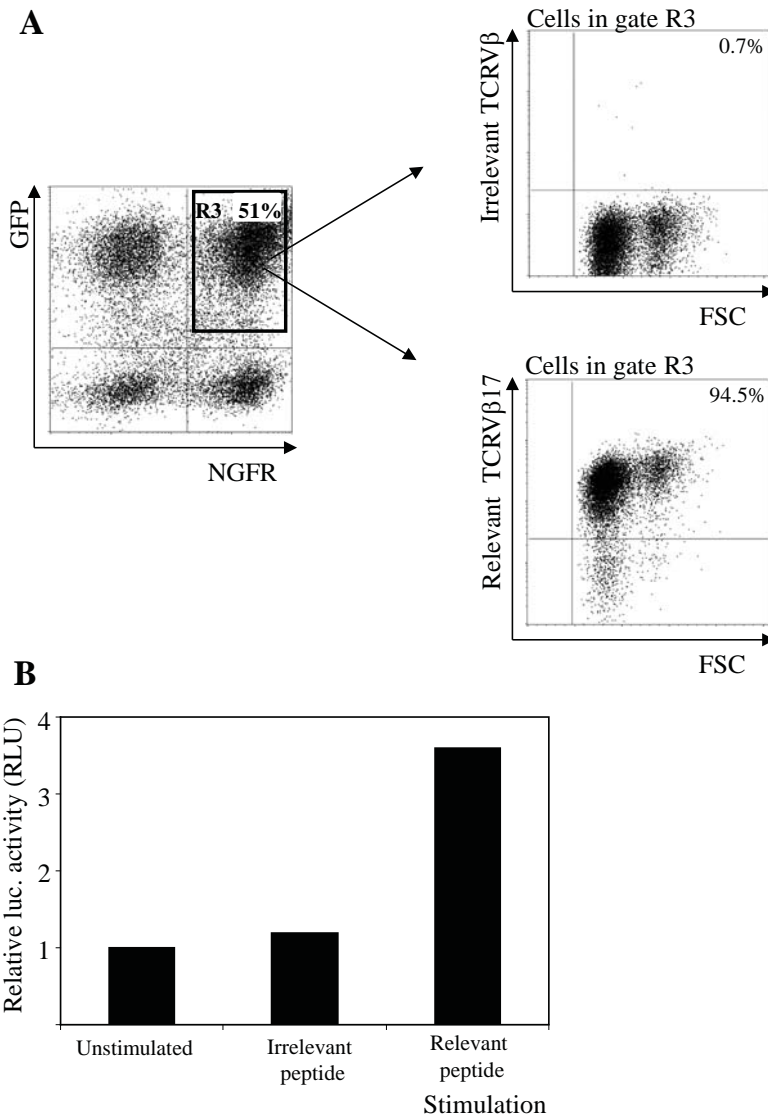 A
Cells in gate R3
0.7%
Irrelevant TCRVβ
FSC
GFP
R3 51%
NGFR
Cells in gate R3
94.5%
Relevant TCRVβ17
FSC
B
Relative luc. activity (RLU)
4
3
2
1
Unstimulated
Irrelevant
peptide
Relevant
peptide
Stimulation